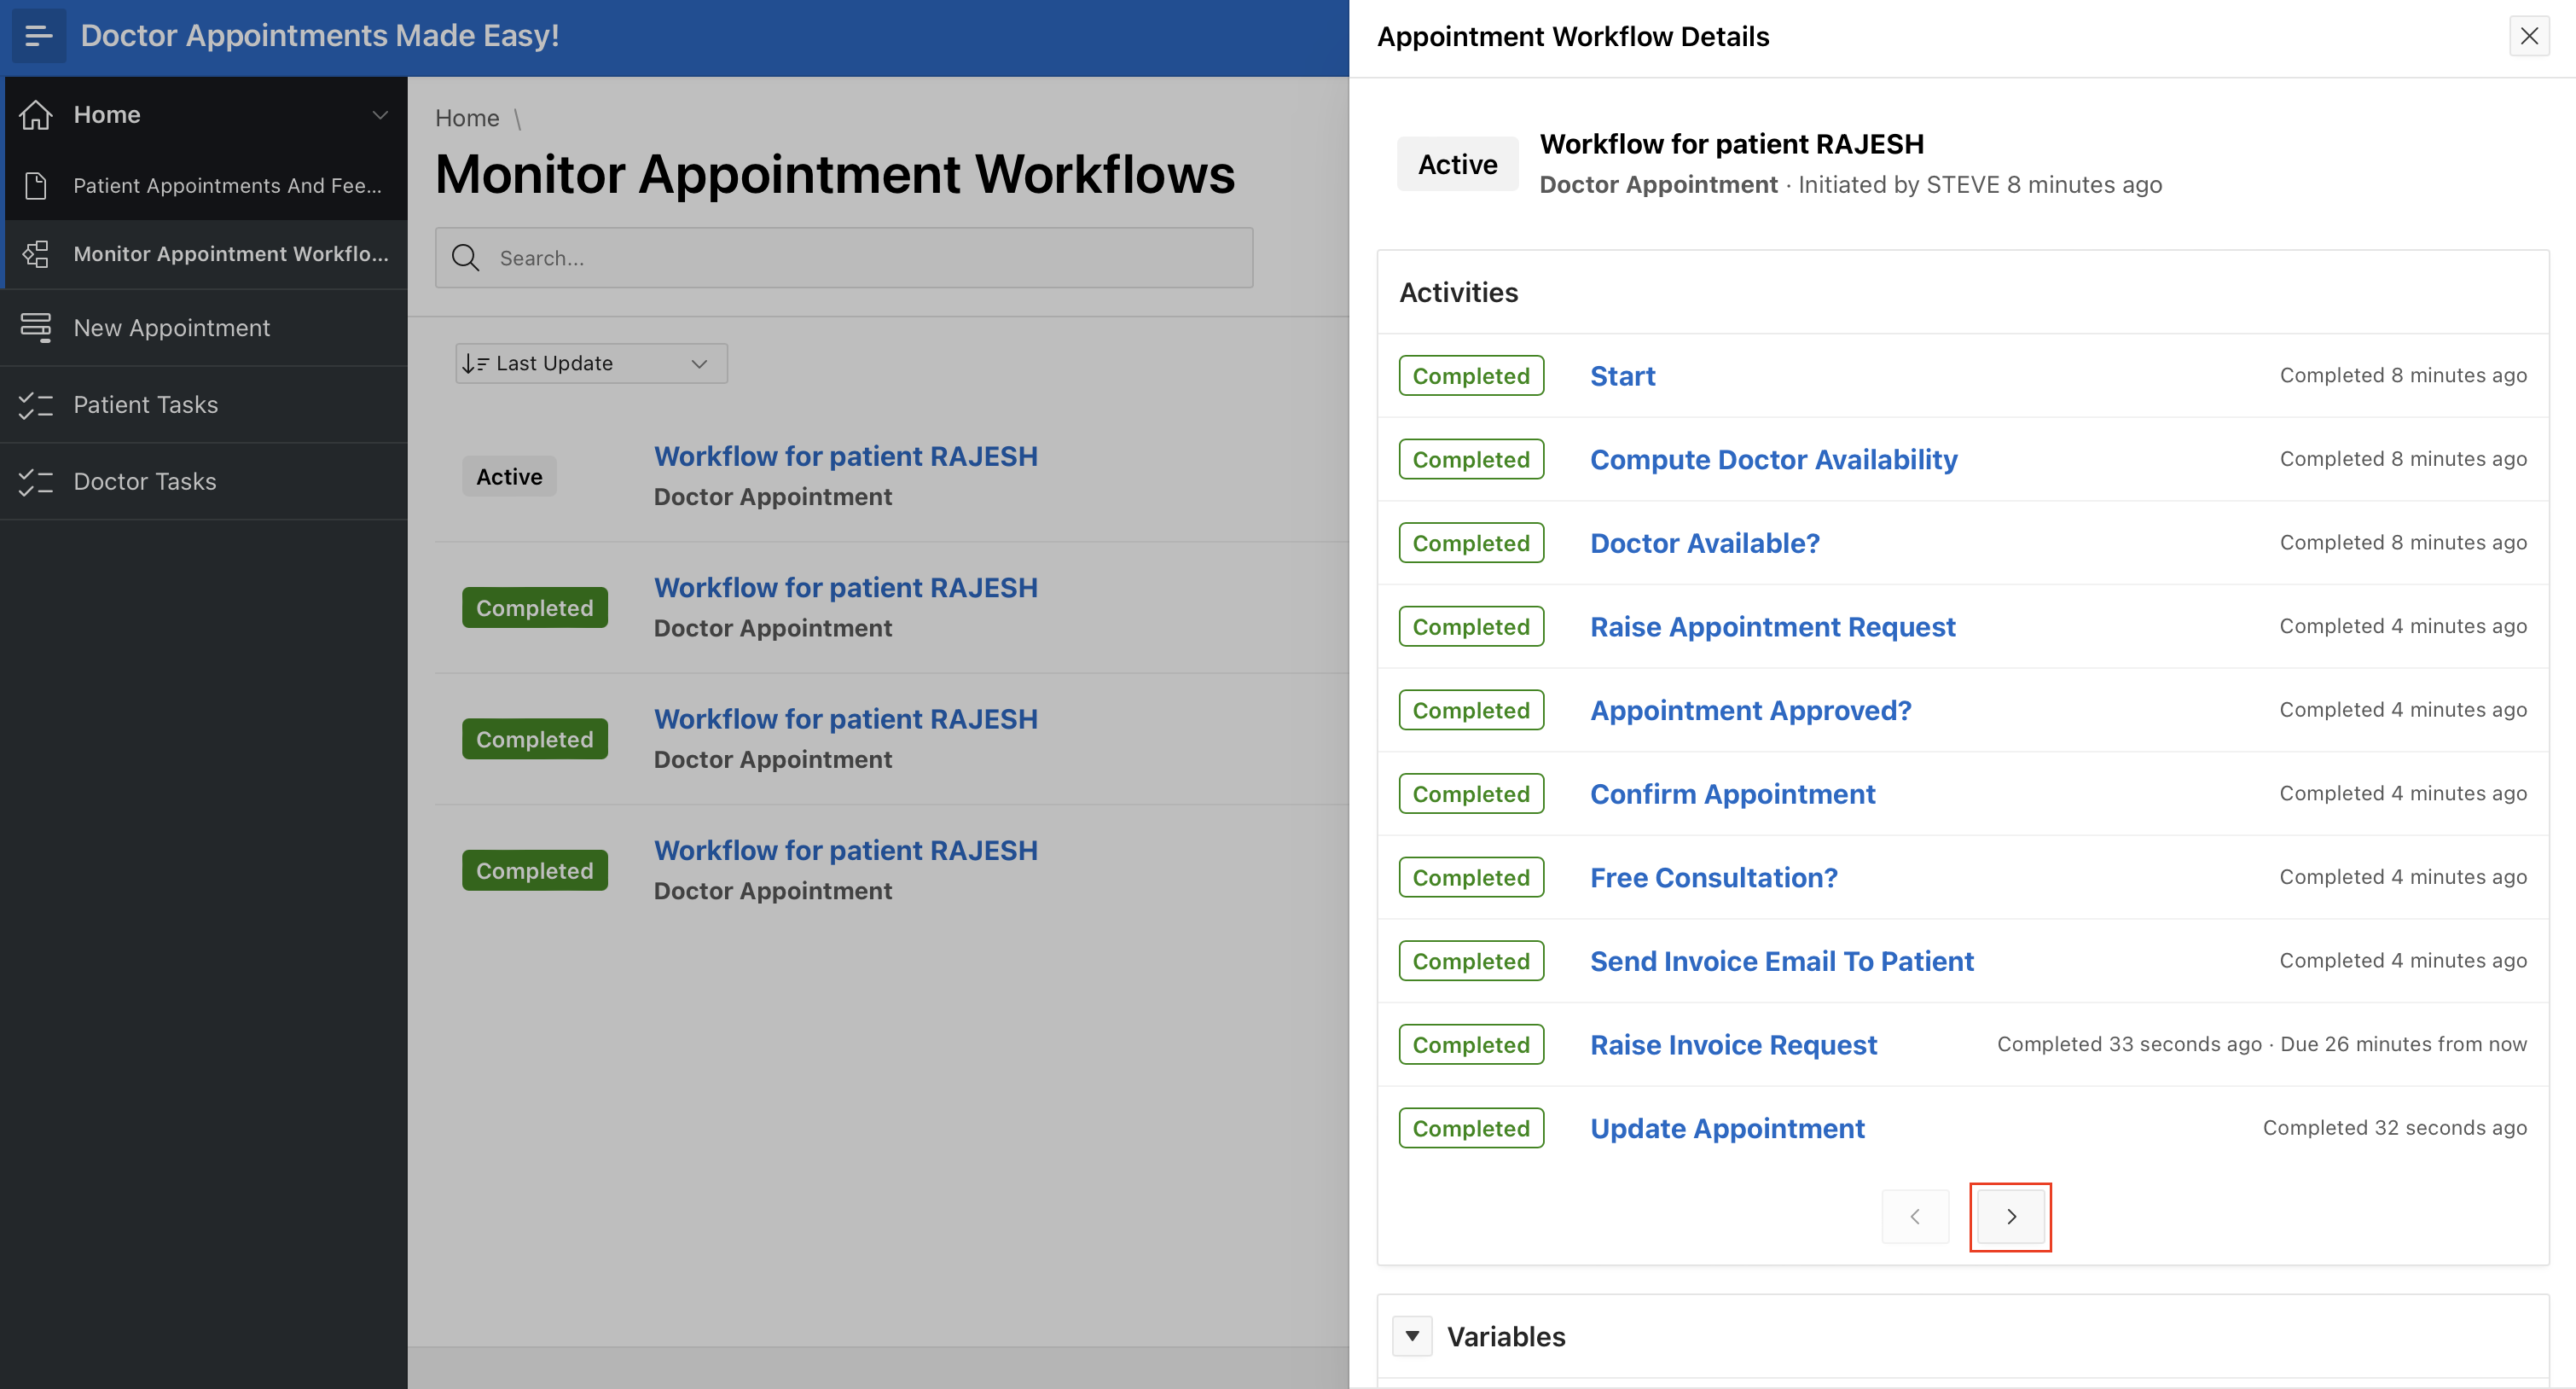 Doctor Appointments Made Easy!
Home
Patient Appointments And Fee...
Monitor Appointment Workflo...
New Appointment
Patient Tasks
Doctor Tasks
Home \
Monitor Appointment Workflows
Search...
Last Update
Active
Workflow for patient RAJESH
Doctor Appointment
Completed
Workflow for patient RAJESH
Doctor Appointment
Completed
Workflow for patient RAJESH
Doctor Appointment
Completed
Workflow for patient RAJESH
Doctor Appointment
Appointment Workflow Details
Active
Workflow for patient RAJESH
Doctor Appointment · Initiated by STEVE 8 minutes ago
Activities
Completed Start Completed 8 minutes ago
Completed Compute Doctor Availability Completed 8 minutes ago
Completed Doctor Available? Completed 8 minutes ago
Completed Raise Appointment Request Completed 4 minutes ago
Completed Appointment Approved? Completed 4 minutes ago
Completed Confirm Appointment Completed 4 minutes ago
Completed Free Consultation? Completed 4 minutes ago
Completed Send Invoice Email To Patient Completed 4 minutes ago
Completed Raise Invoice Request Completed 33 seconds ago · Due 26 minutes from now
Completed Update Appointment Completed 32 seconds ago
Variables